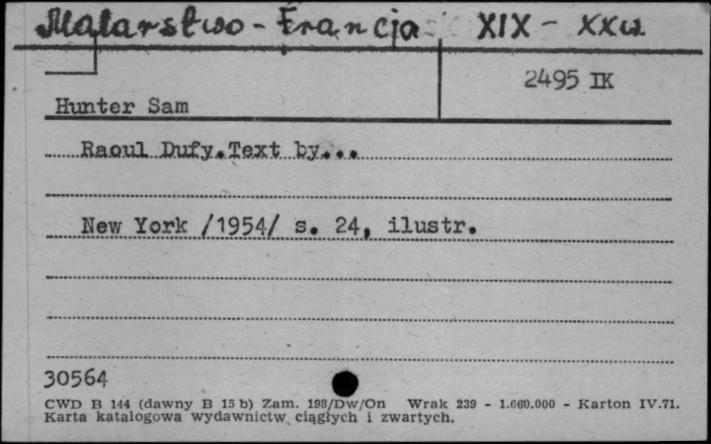 Malarstwo - Francja XIX - XXw.
2495 IK
Hunter Sam
Raoul Dufy.Text by...
New York /1954/ s. 24, ilustr.
30564
CWD B 144 (dawny B 15 b) Zam. 198/Dw/On Wrak 239 - 1.660.000 - Karton IV.71.
Karta katalogowa wydawnictw ciągłych i zwartych.